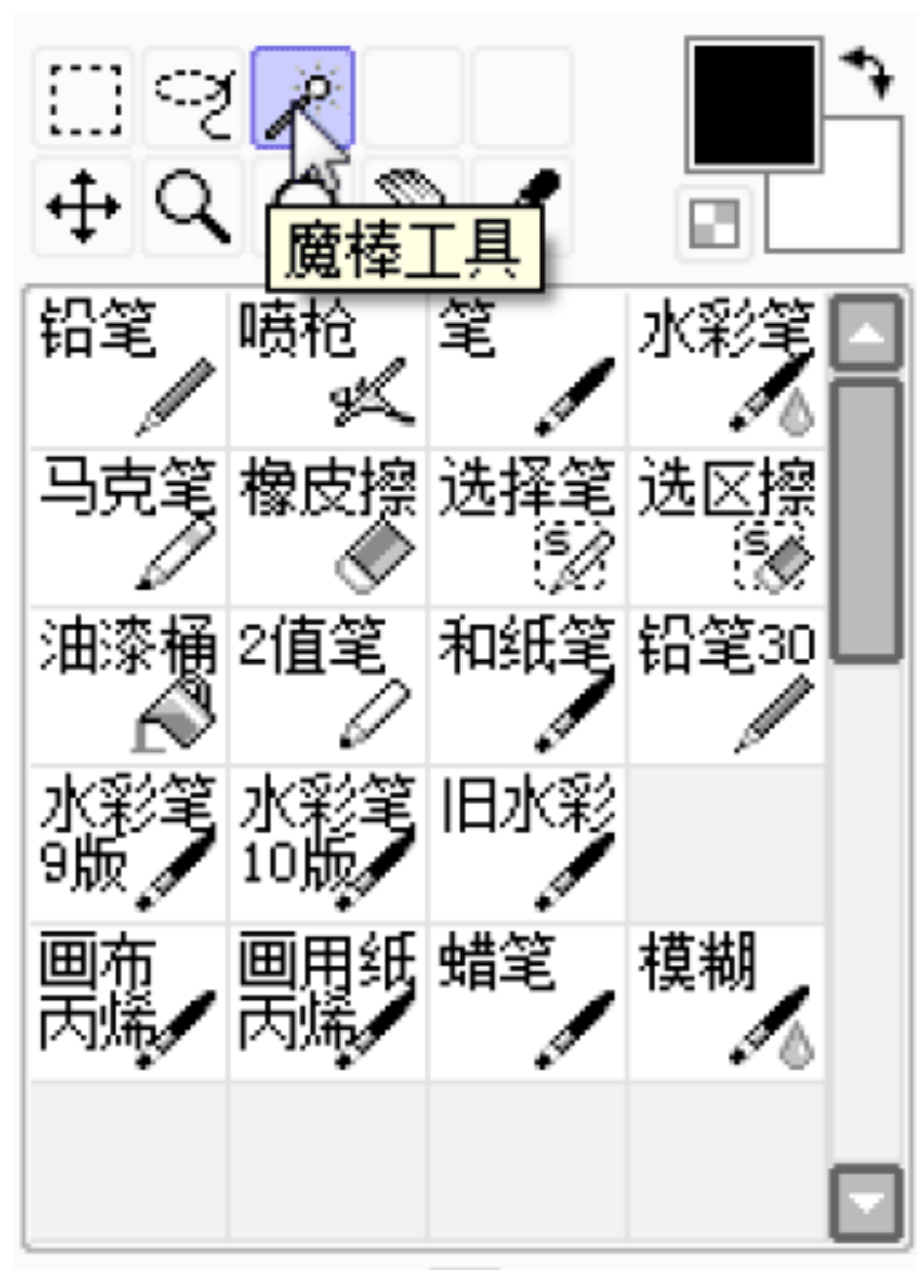 魔棒工具
铅笔
喷枪
笔
水彩笔
马克笔
橡皮擦
选择笔
选区擦
油漆桶
2值笔
和纸笔
铅笔30
水彩笔
9版
水彩笔
10版
旧水彩
画布
丙烯
画用纸
丙烯
蜡笔
模糊